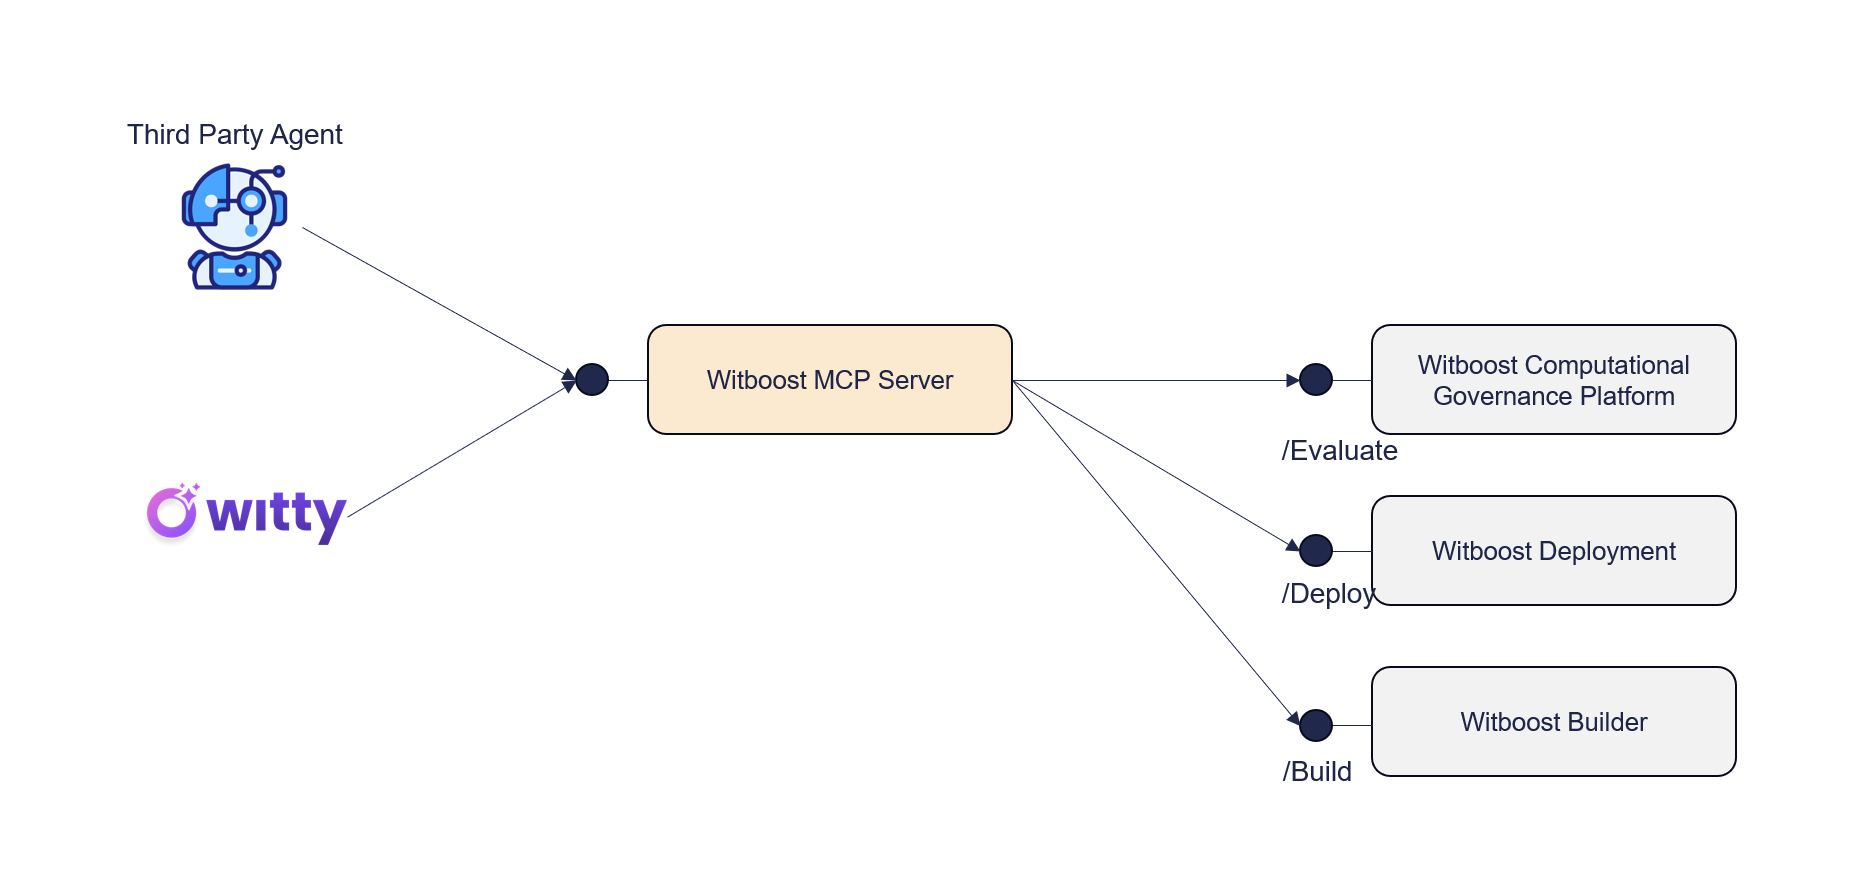 Third Party Agent
witty
Witboost MCP Server
Witboost Computational
Governance Platform
/Evaluate
Witboost Deployment
/Deploy
Witboost Builder
/Build